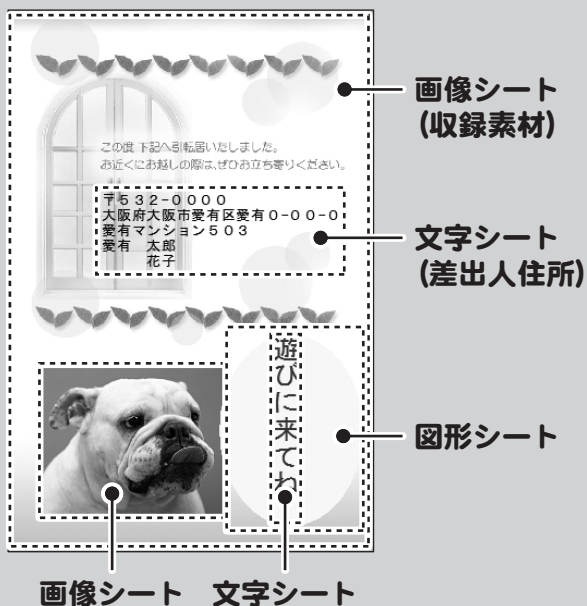 画像シート
(収録素材)
この度 下記へ引転居いたしました。
お近くにお越しの際は、ぜひお立ち寄りください。
〒532-0000
大阪府大阪市愛有区愛有0-00-0
愛有マンション503
愛有 太郎
花子
文字シート
(差出人住所)
遊びに来てね
図形シート
画像シート
文字シート